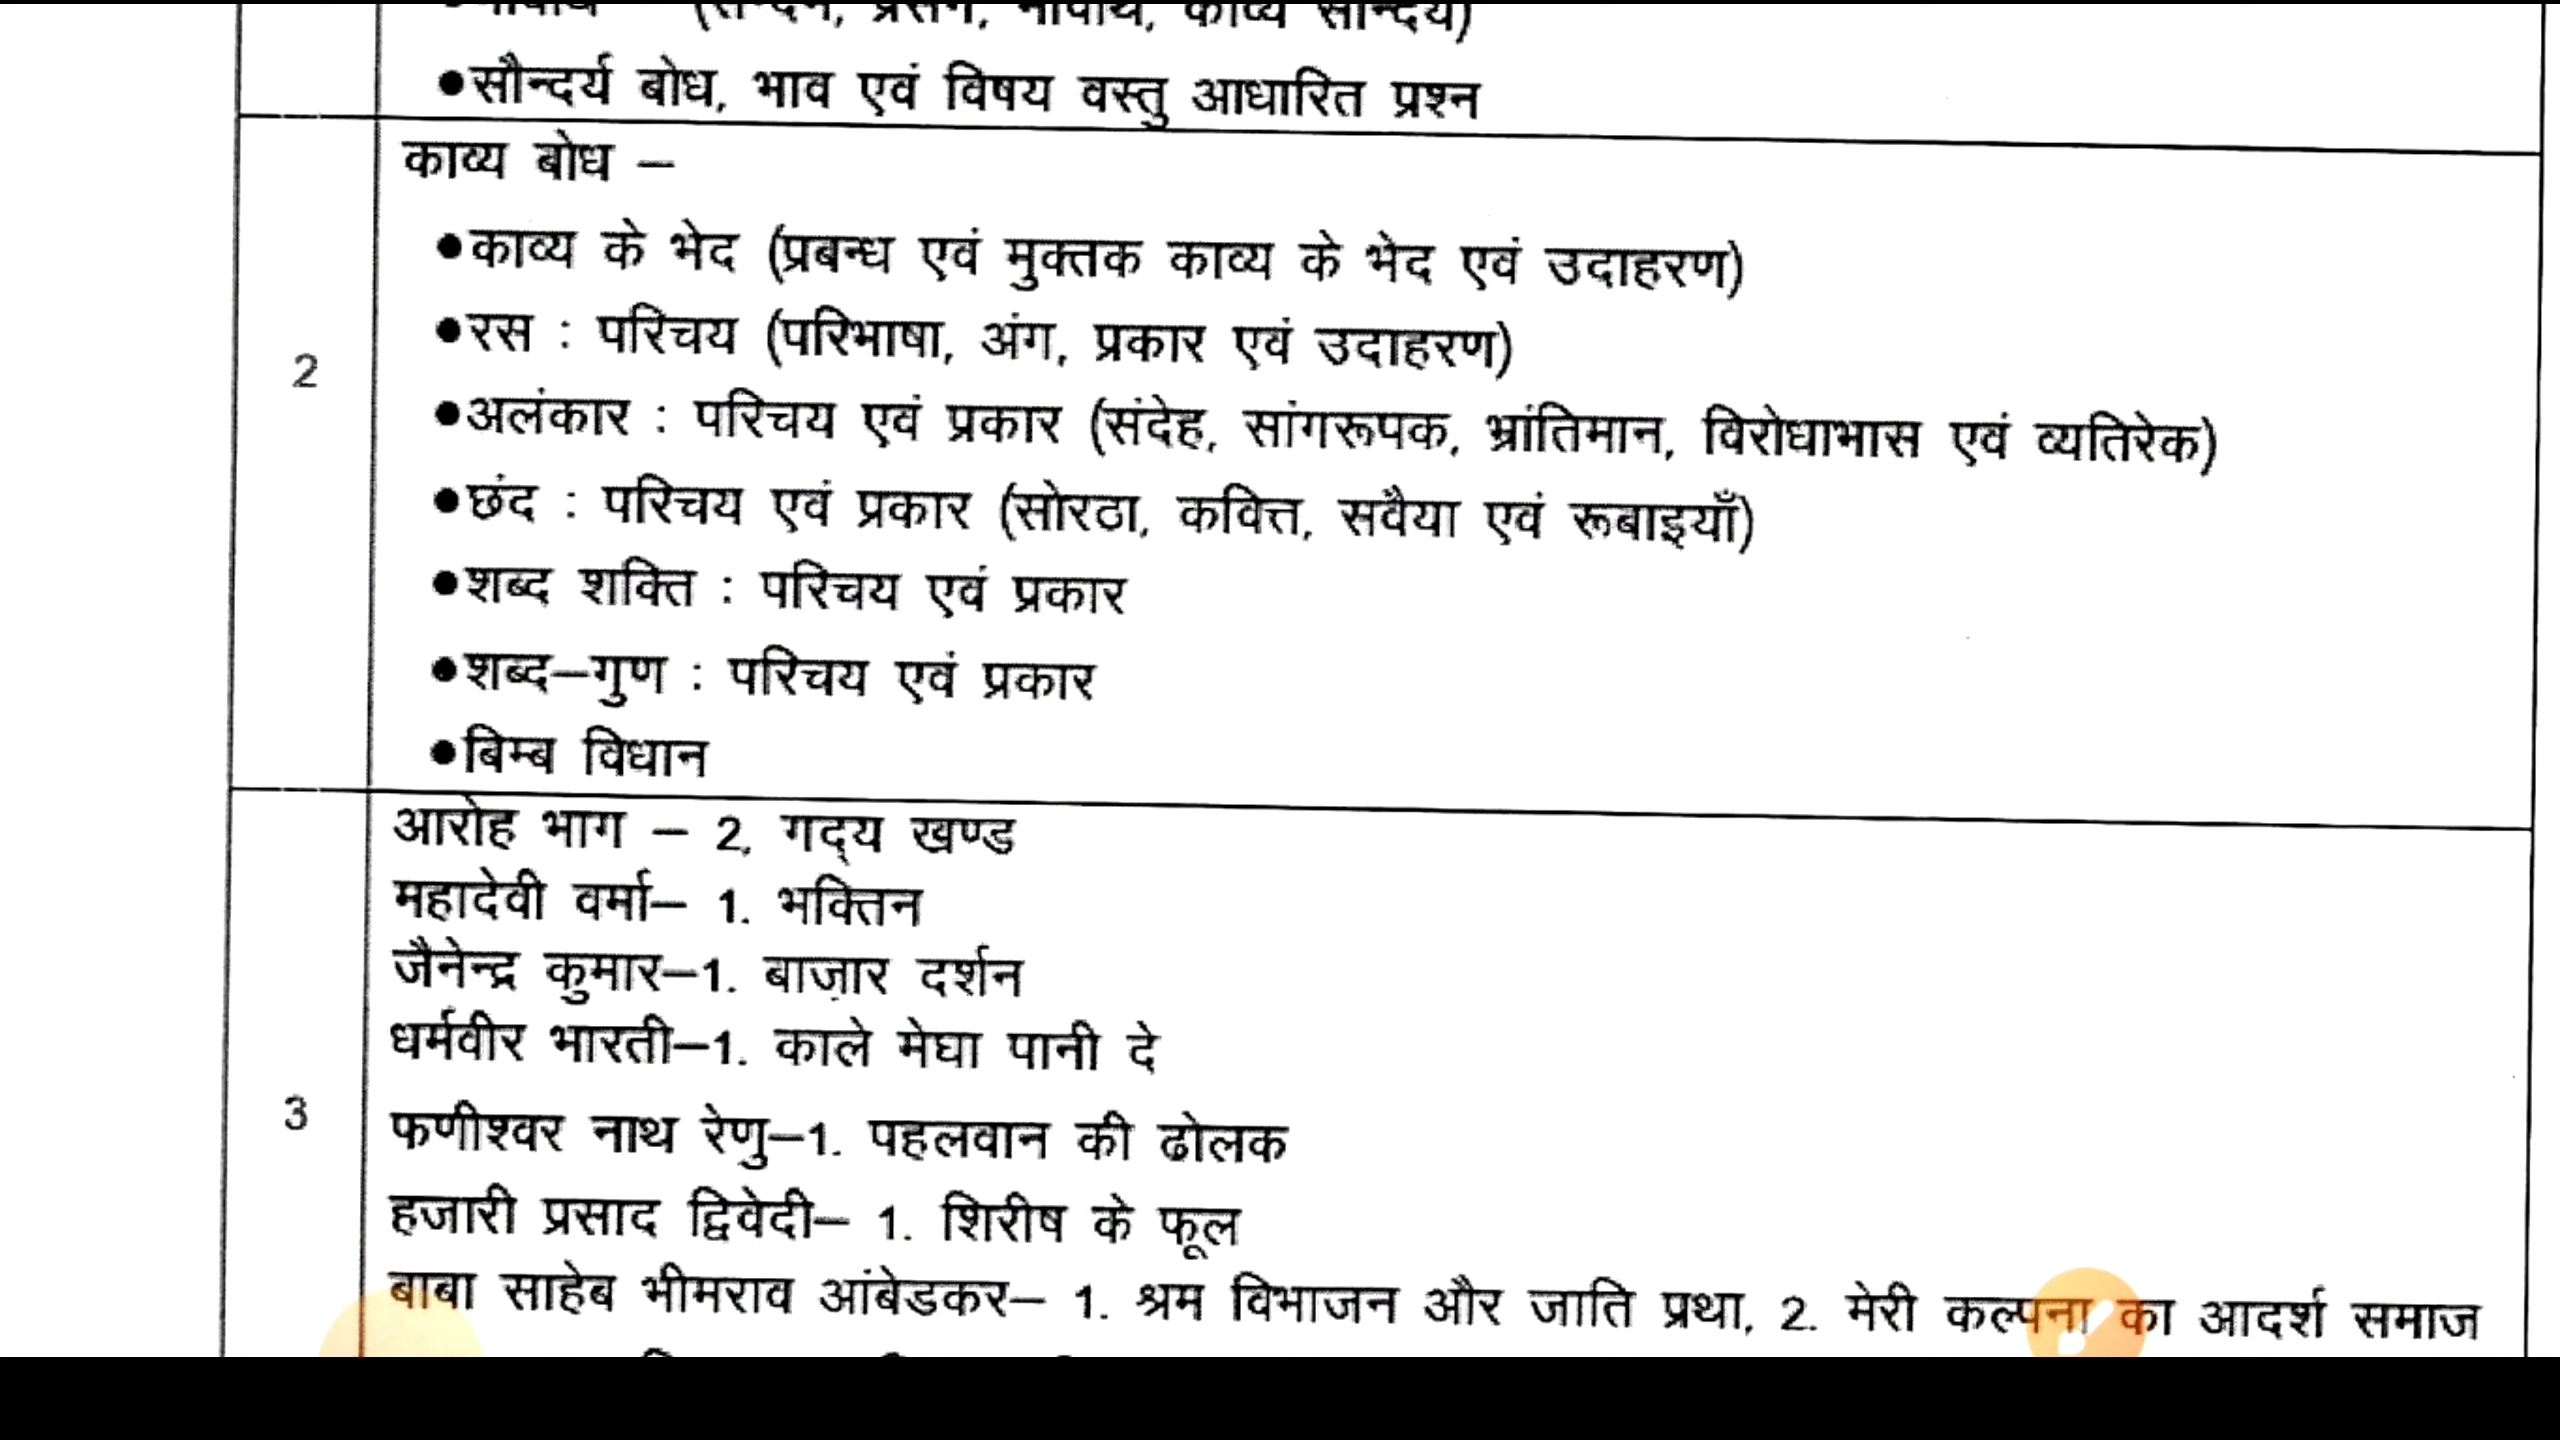 ●सौन्दर्य बोध, भाव एवं विषय वस्तु आधारित प्रश्न
काव्य बोध –
●काव्य के भेद (प्रबन्ध एवं मुक्तक काव्य के भेद एवं उदाहरण)
●रस : परिचय (परिभाषा, अंग, प्रकार एवं उदाहरण)
2
●अलंकार : परिचय एवं प्रकार (संदेह, सांगरूपक, भ्रांतिमान, विरोधाभास एवं व्यतिरेक)
●छंद : परिचय एवं प्रकार (सोरठा, कवित्त, सवैया एवं रूबाइयाँ)
●शब्द शक्ति : परिचय एवं प्रकार
●शब्द–गुण : परिचय एवं प्रकार
●बिम्ब विधान
आरोह भाग – 2, गद्‌य खण्ड
महादेवी वर्मा– 1. भक्तिन
जैनेन्द्र कुमार–1. बाज़ार दर्शन
धर्मवीर भारती–1. काले मेघा पानी दे
3
फणीश्वर नाथ रेणु–1. पहलवान की ढोलक
हजारी प्रसाद द्विवेदी– 1. शिरीष के फूल
बाबा साहेब भीमराव आंबेडकर– 1. श्रम विभाजन और जाति प्रथा, 2. मेरी कल्पना का आदर्श समाज